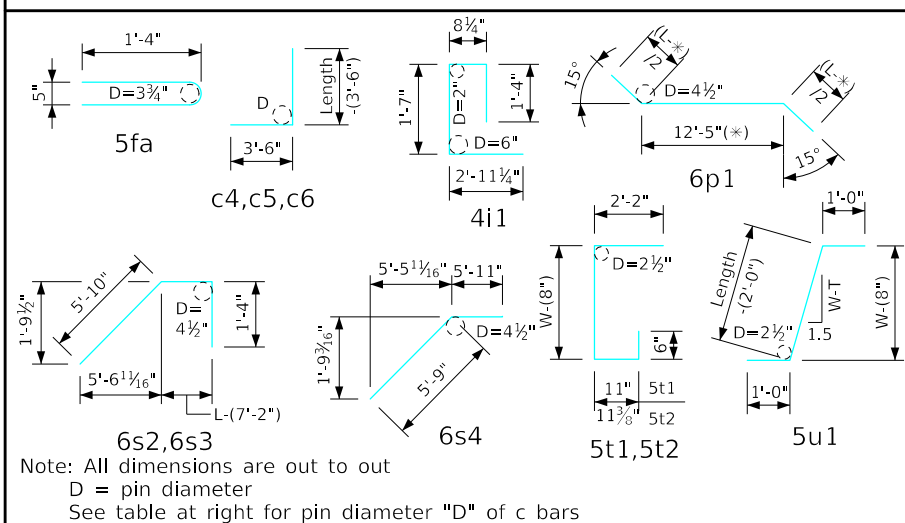 1'-4"
5"
D=3¾"
5fa
D
Length
-(3'-6")
3'-6"
c4,c5,c6
8¼"
1'-7"
D=2"
1'-4"
D=6"
2'-11¼"
4i1
15°
(L-✳)
/2
D=4½"
12'-5"(✳)
(L-✳)
/2
15°
6p1
1'-9½"
5'-10"
D=
4½"
1'-4"
5'-6¹¹⁄₁₆"
L-(7'-2")
6s2,6s3
5'-5¹¹⁄₁₆"
5'-11"
1'-9³⁄₁₆"
D=4½"
5'-9"
6s4
2'-2"
D=2½"
W-(8")
6"
11"
5t1
11⅜"
5t2
5t1,5t2
1'-0"
Length
-(2'-0")
W-T
1.5
D=2½"
W-(8")
1'-0"
5u1
Note: All dimensions are out to out
D = pin diameter
See table at right for pin diameter "D" of c bars